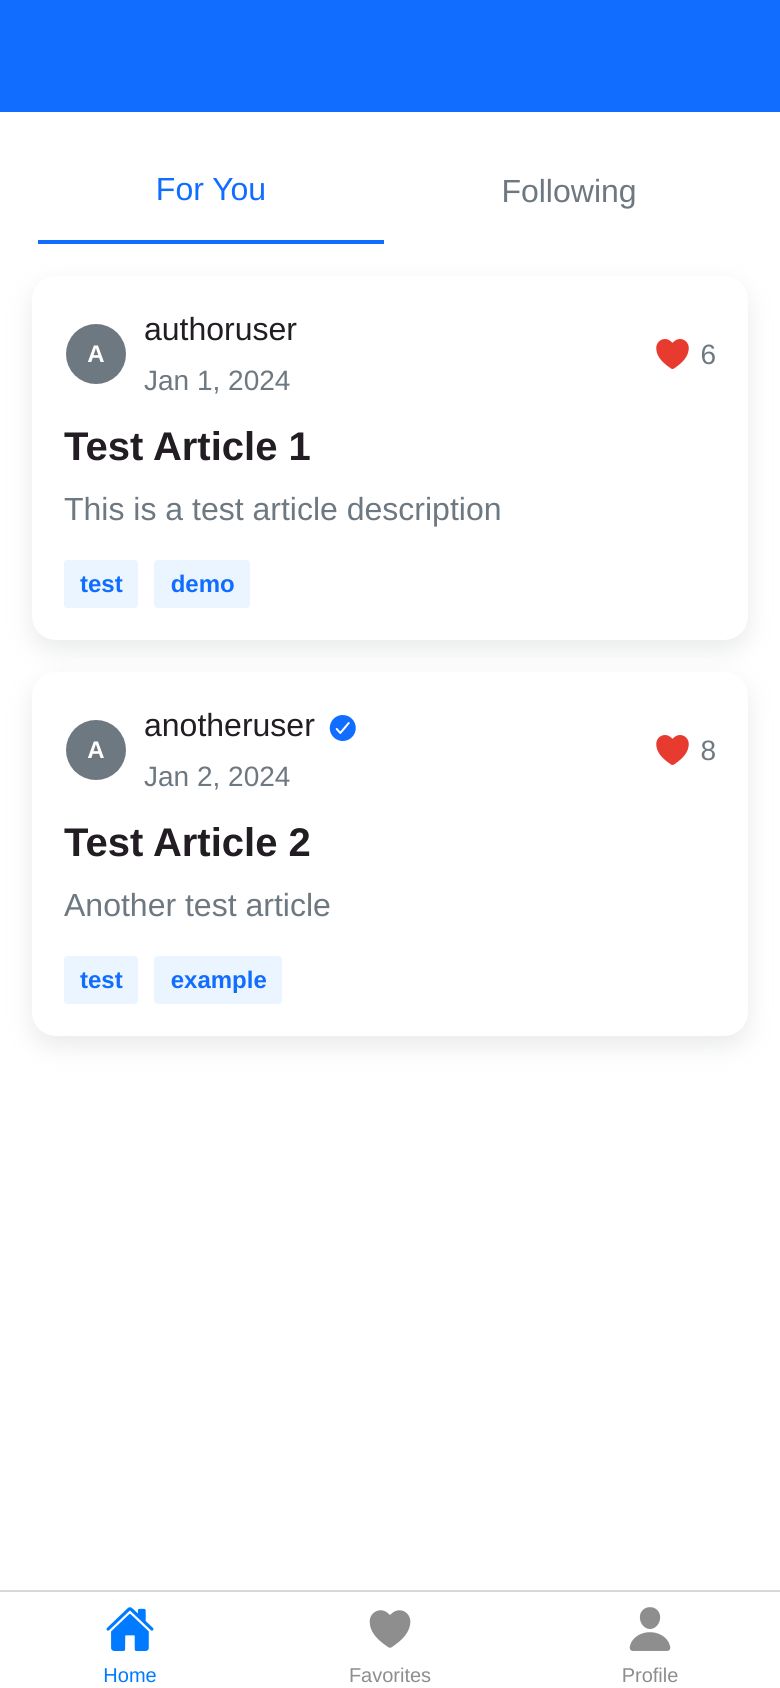 For You
Following
A
authoruser
Jan 1, 2024
6
Test Article 1
This is a test article description
test
demo
A
anotheruser
Jan 2, 2024
8
Test Article 2
Another test article
test
example
Home
Favorites
Profile